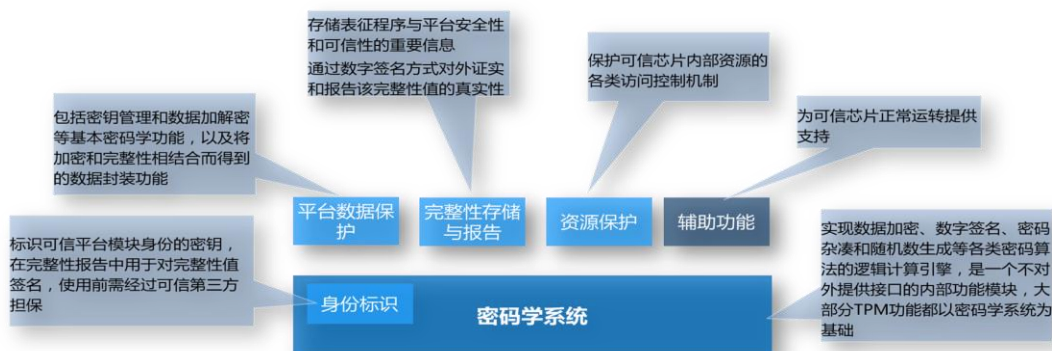 存储表征程序与平台安全性
和可信性的重要信息
通过数字签名方式对外证实
和报告该完整性值的真实性
保护可信芯片内部资源的
各类访问控制机制
包括密钥管理和数据加解密
等基本密码学功能，以及将
加密和完整性相结合而得到
的数据封装功能
为可信芯片正常运转提供
支持
平台数据保
护
完整性存储
与报告
资源保护
辅助功能
标识可信平台模块身份的密钥，
在完整性报告中用于对完整性值
签名，使用前需经过可信第三方
担保
身份标识
密码学系统
实现数据加密、数字签名、密码
杂凑和随机数生成等各类密码算
法的逻辑计算引擎，是一个不对
外提供接口的内部功能模块，大
部分TPM功能都以密码学系统为
基础